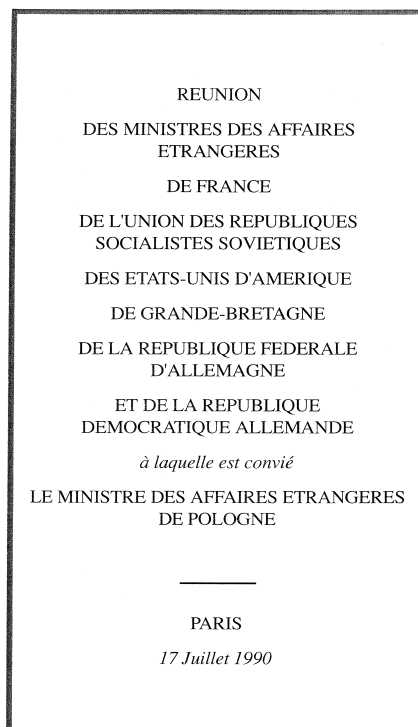 REUNION
DES MINISTRES DES AFFAIRES
ETRANGERES
DE FRANCE
DE L'UNION DES REPUBLIQUES
SOCIALISTES SOVIETIQUES
DES ETATS-UNIS D'AMERIQUE
DE GRANDE-BRETAGNE
DE LA REPUBLIQUE FEDERALE
D'ALLEMAGNE
ET DE LA REPUBLIQUE
DEMOCRATIQUE ALLEMANDE
à laquelle est convié
LE MINISTRE DES AFFAIRES ETRANGERES
DE POLOGNE
PARIS
17 Juillet 1990